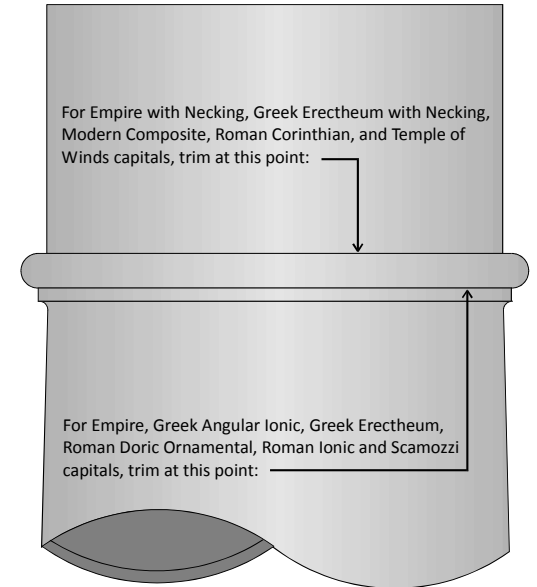 For Empire with Necking, Greek Erectheum with Necking,
Modern Composite, Roman Corinthian, and Temple of
Winds capitals, trim at this point:
For Empire, Greek Angular Ionic, Greek Erectheum,
Roman Doric Ornamental, Roman Ionic and Scamozzi
capitals, trim at this point: